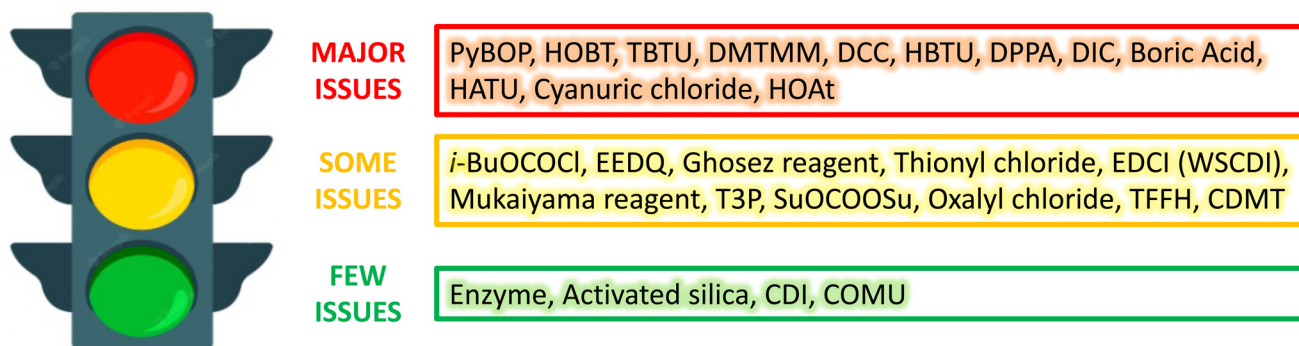 MAJOR ISSUES
PyBOP, HOBT, TBTU, DMTMM, DCC, HBTU, DPPA, DIC, Boric Acid,
HATU, Cyanuric chloride, HOAt
SOME ISSUES
i-BuOCOCl, EEDQ, Ghosez reagent, Thionyl chloride, EDCI (WSCDI),
Mukaiyama reagent, T3P, SuOCOOSu, Oxalyl chloride, TFFH, CDMT
FEW ISSUES
Enzyme, Activated silica, CDI, COMU